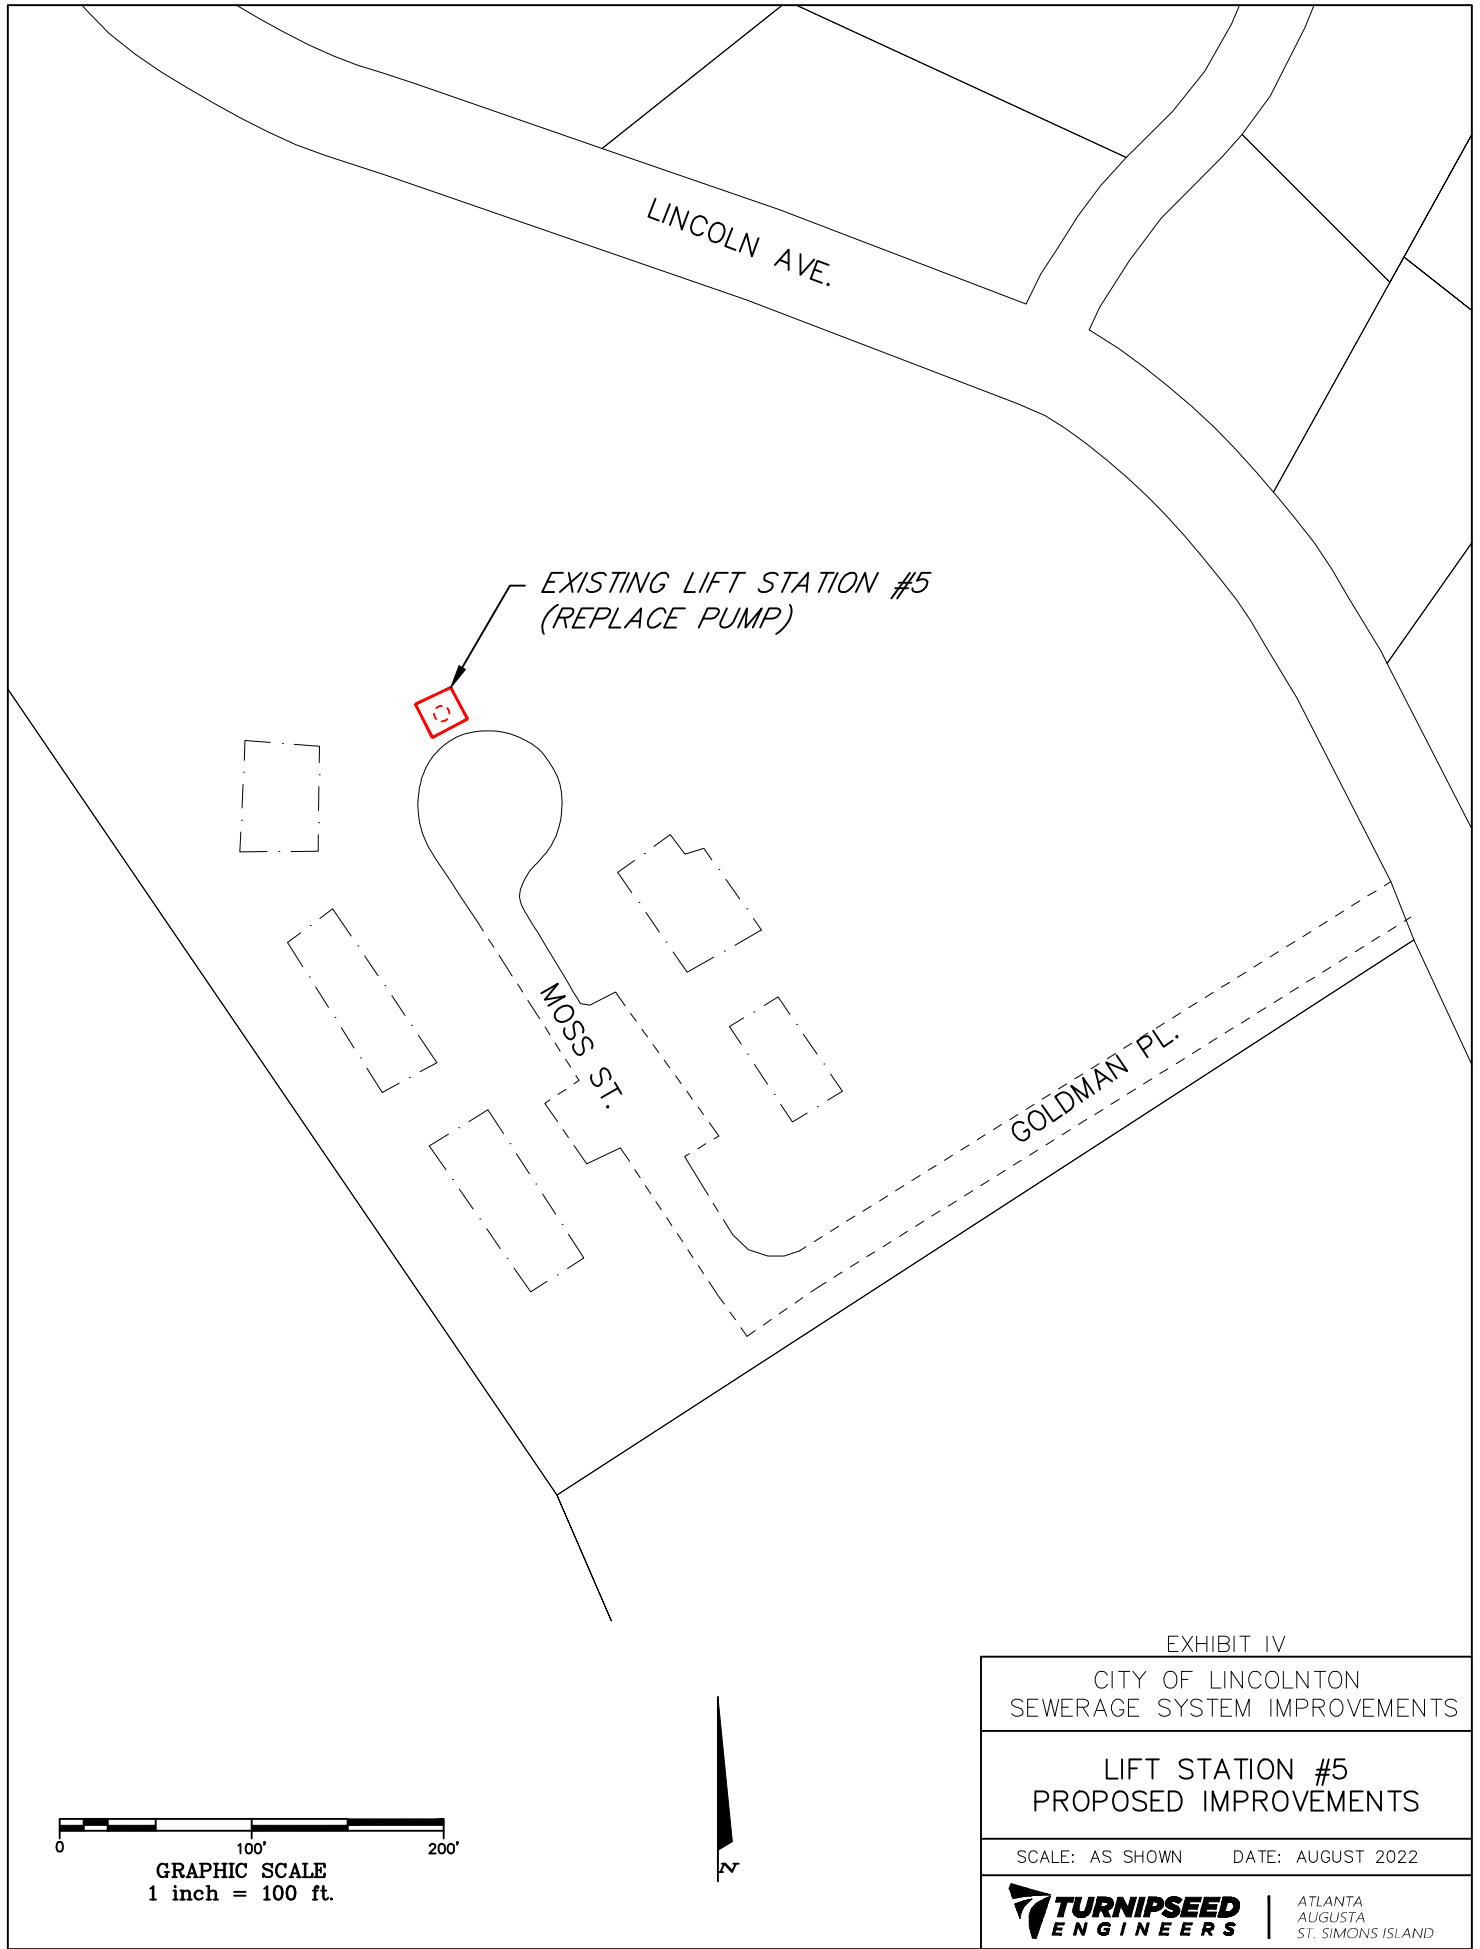 LINCOLN AVE.
EXISTING LIFT STATION #5
(REPLACE PUMP)
MOSS ST.
GOLDMAN PL.
EXHIBIT IV
CITY OF LINCOLNTON
SEWERAGE SYSTEM IMPROVEMENTS
LIFT STATION #5
PROPOSED IMPROVEMENTS
SCALE: AS SHOWN DATE: AUGUST 2022
TURNIPSEED
ENGINEERS
ATLANTA
AUGUSTA
ST. SIMONS ISLAND
0 100' 200'
GRAPHIC SCALE
1 inch = 100 ft.
N